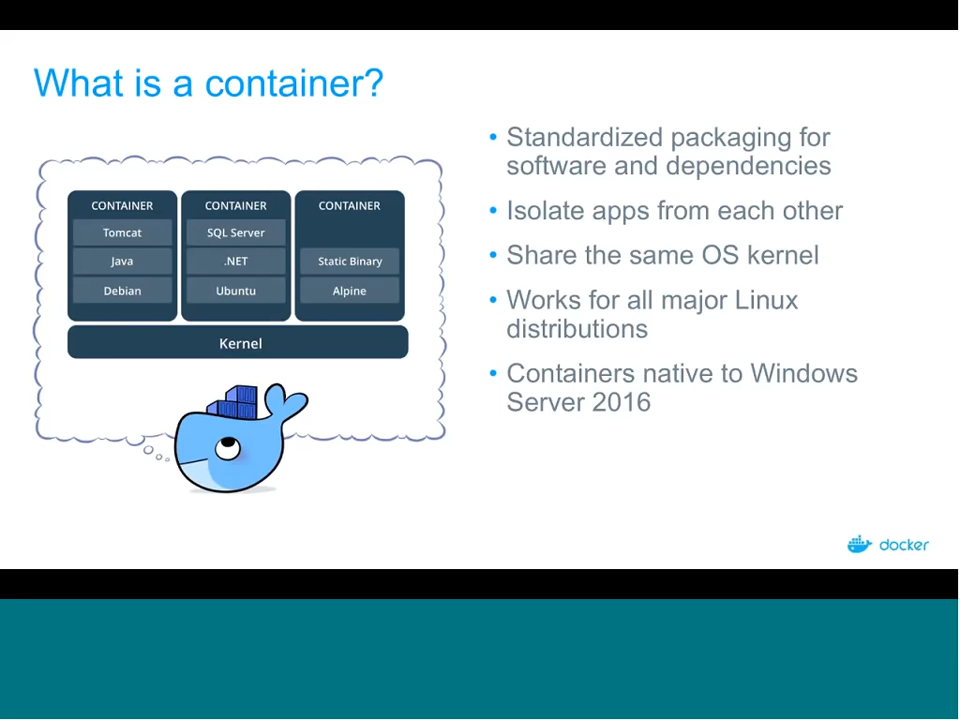 What is a container?
CONTAINER
Tomcat
Java
Debian
CONTAINER
SQL Server
.NET
Ubuntu
CONTAINER
Static Binary
Alpine
Kernel
• Standardized packaging for
software and dependencies
• Isolate apps from each other
• Share the same OS kernel
• Works for all major Linux
distributions
• Containers native to Windows
Server 2016
docker